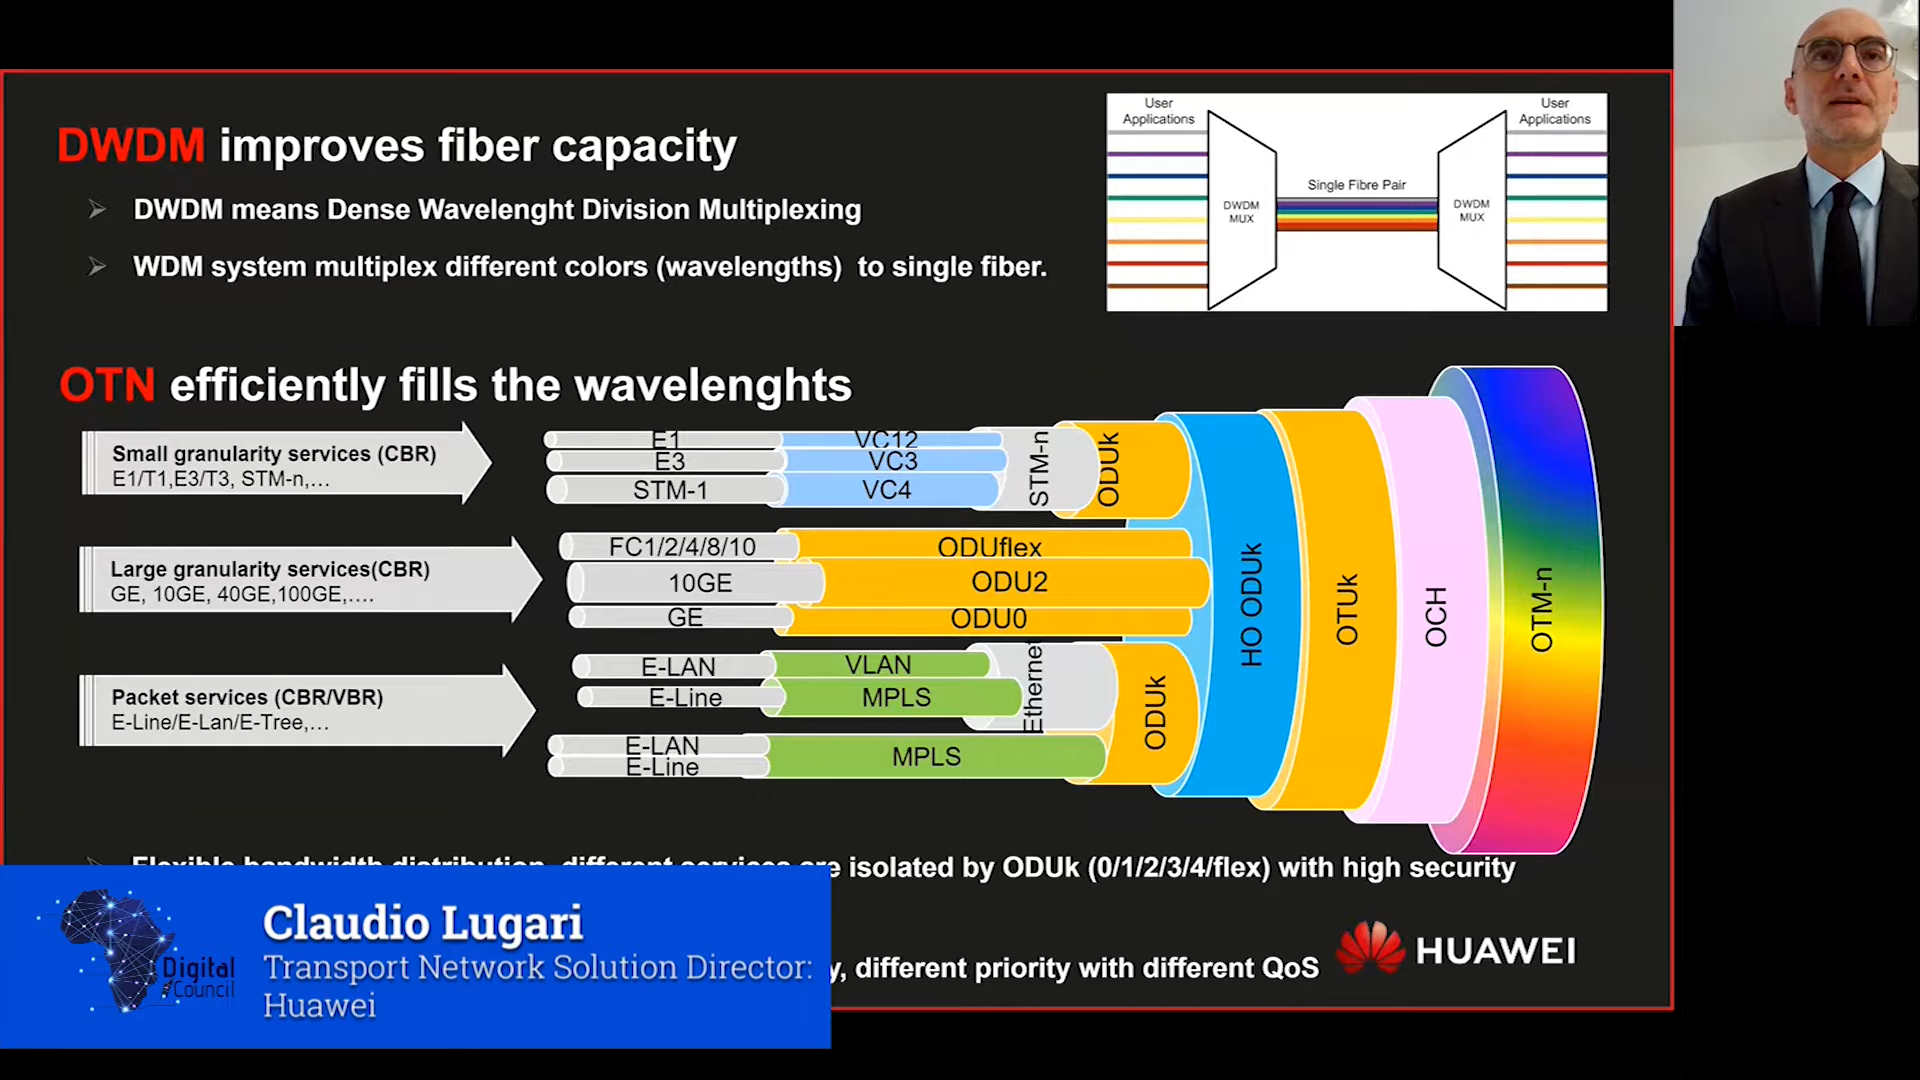 DWDM improves fiber capacity
DWDM means Dense Wavelenght Division Multiplexing
WDM system multiplex different colors (wavelengths) to single fiber.
User Applications
User Applications
DWDM MUX
Single Fibre Pair
DWDM MUX
OTN efficiently fills the wavelenghts
Small granularity services (CBR)
E1/T1,E3/T3, STM-n,...
Large granularity services(CBR)
GE, 10GE, 40GE,100GE,....
Packet services (CBR/VBR)
E-Line/E-Lan/E-Tree,...
E1
VC12
E3
VC3
STM-1
VC4
STM-n
ODUk
FC1/2/4/8/10
ODUflex
10GE
ODU2
GE
ODU0
E-LAN
VLAN
E-Line
MPLS
Ethernet
E-LAN
E-Line
MPLS
ODUk
HO ODUk
OTUk
OCH
OTM-n
Flexible bandwidth distribution, different services are isolated by ODUk (0/1/2/3/4/flex) with high security
, different priority with different QoS
HUAWEI
Digital Council
Claudio Lugari
Transport Network Solution Director:
Huawei